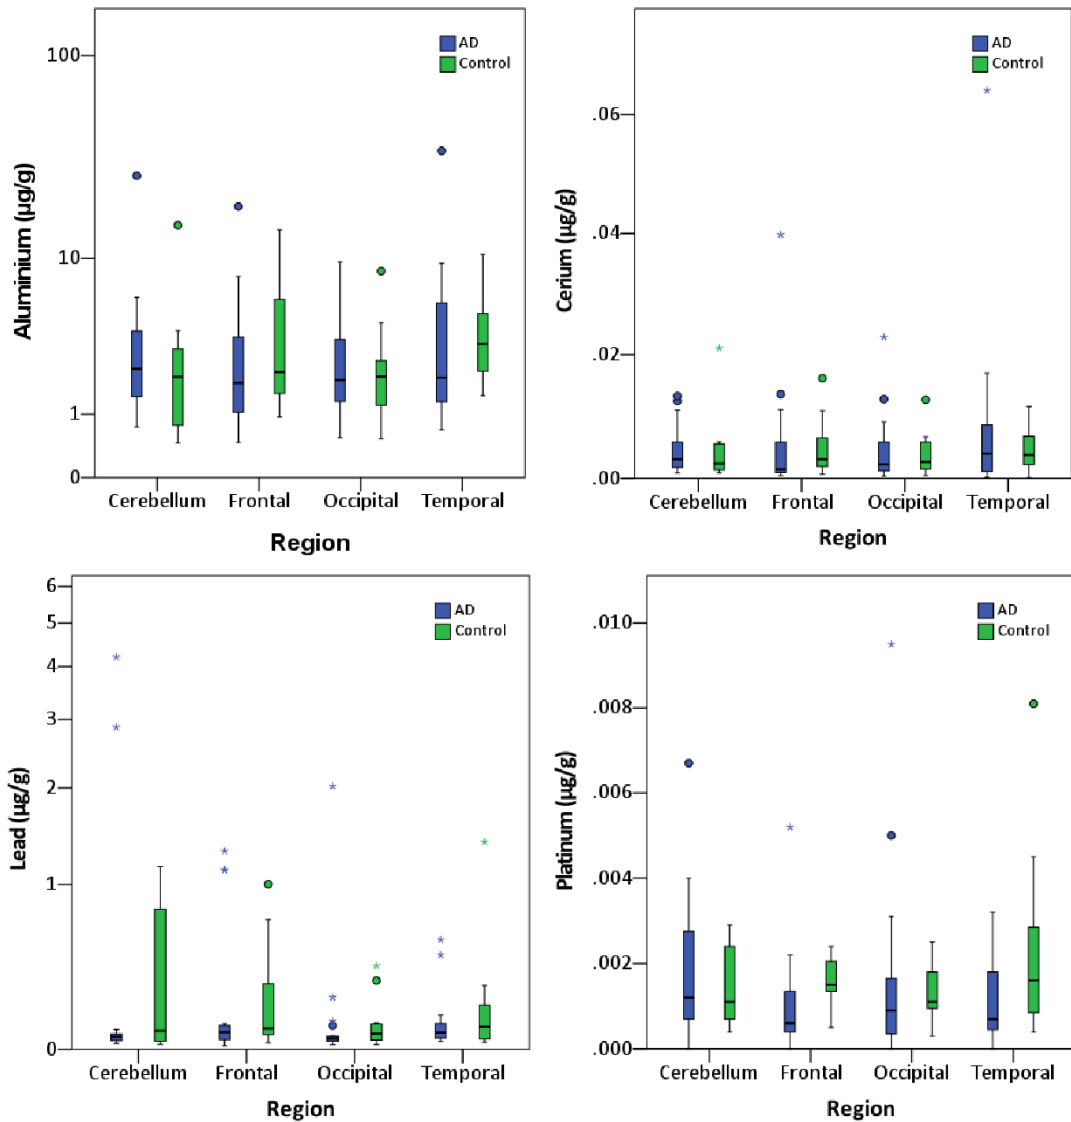 AD
Control
100
10
1
0
Aluminium (µg/g)
Cerebellum Frontal Occipital Temporal
Region
AD
Control
.06
.04
.02
.00
Cerium (µg/g)
Cerebellum Frontal Occipital Temporal
Region
AD
Control
6
5
4
3
2
1
0
Lead (µg/g)
Cerebellum Frontal Occipital Temporal
Region
AD
Control
.010
.008
.006
.004
.002
.000
Platinum (µg/g)
Cerebellum Frontal Occipital Temporal
Region